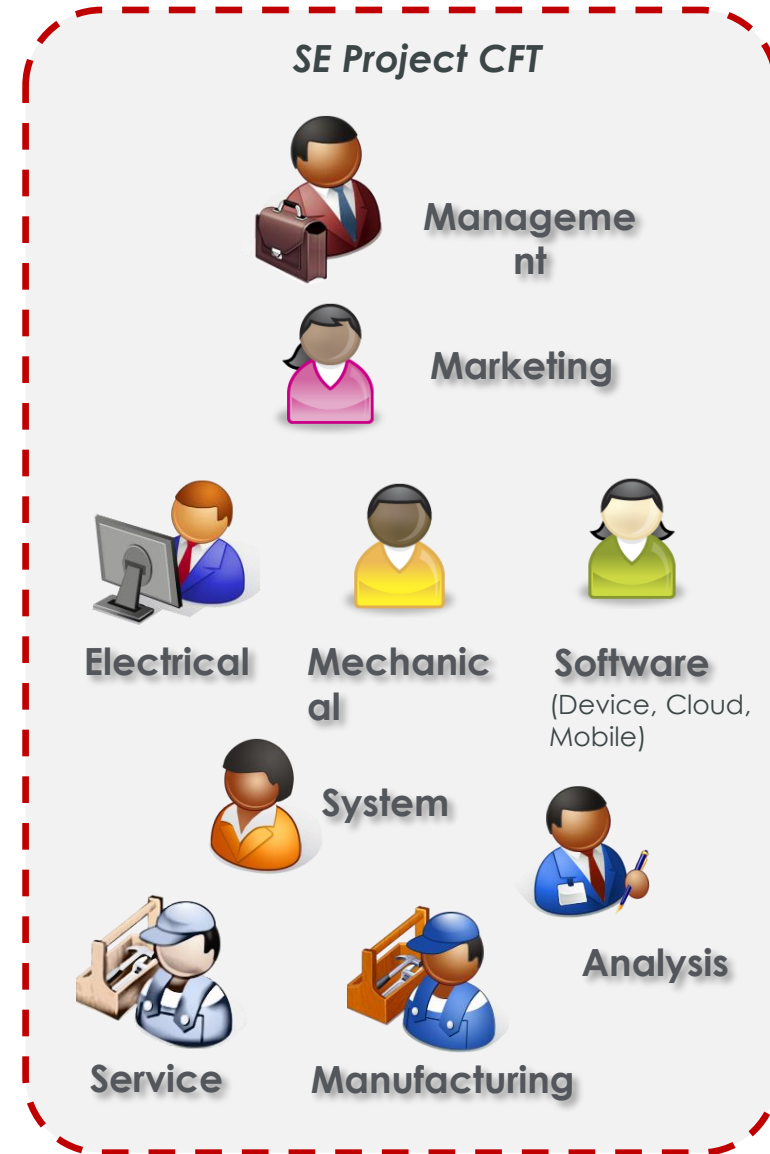 SE Project CFT
Manageme
nt
Marketing
Electrical
Mechanic
al
Software
(Device, Cloud,
Mobile)
System
Analysis
Service
Manufacturing